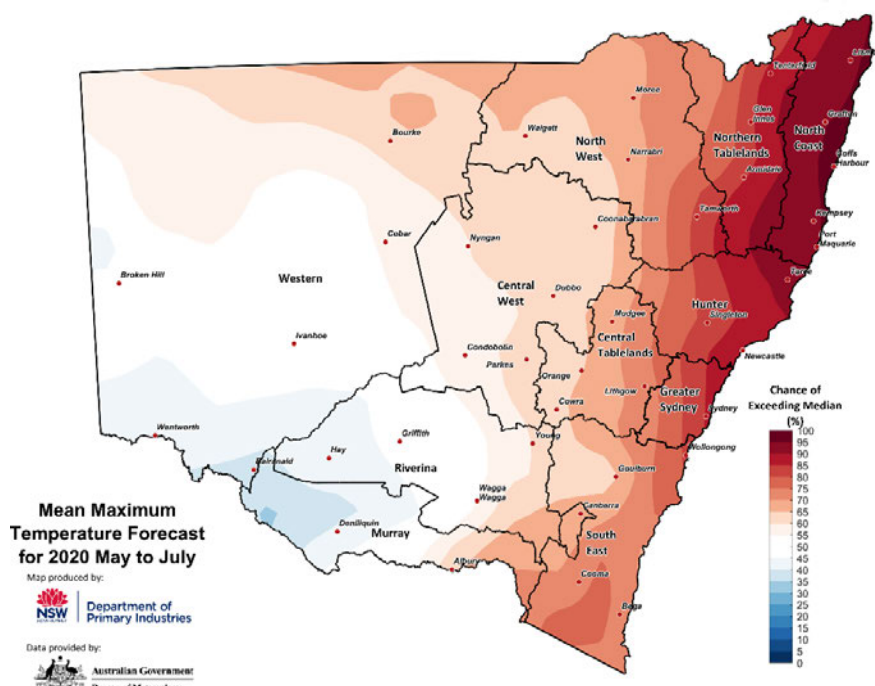 Tenterfield
Lismore
Moree
Glen
Innes
Grafton
Bourke
Walgett
North
West
Northern
Tablelands
North
Coast
Narrabri
Coffs
Harbour
Armidale
Tamworth
Kempsey
Coonabarabran
Cobar
Nyngan
Port
Maquarie
Broken Hill
Western
Central
West
Dubbo
Taree
Hunter
Singleton
Mudgee
Ivanhoe
Central
Tablelands
Condobolin
Parkes
Newcastle
Orange
Lithgow
Greater
Sydney
Cowra
Sydney
Wentworth
Griffith
Young
Wollongong
Hay
Balranald
Riverina
Goulburn
Wagga
Wagga
Canberra
Deniliquin
Murray
South
East
Albury
Cooma
Bega
Chance of
Exceeding Median
(%)
100
95
90
85
80
75
70
65
60
55
50
45
40
35
30
25
20
15
10
5
0
Mean Maximum
Temperature Forecast
for 2020 May to July
Map produced by:
NSW
Department of
Primary Industries
Data provided by:
Australian Government